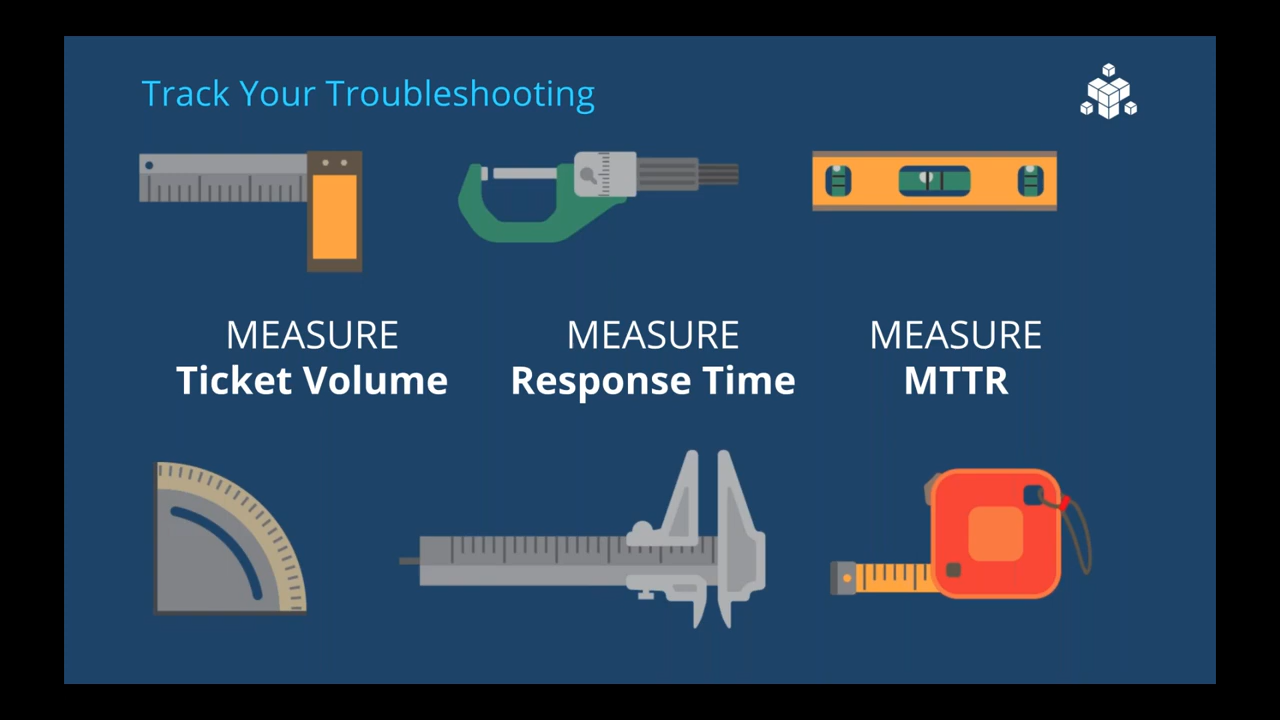 Track Your Troubleshooting
MEASURE
Ticket Volume
MEASURE
Response Time
MEASURE
MTTR